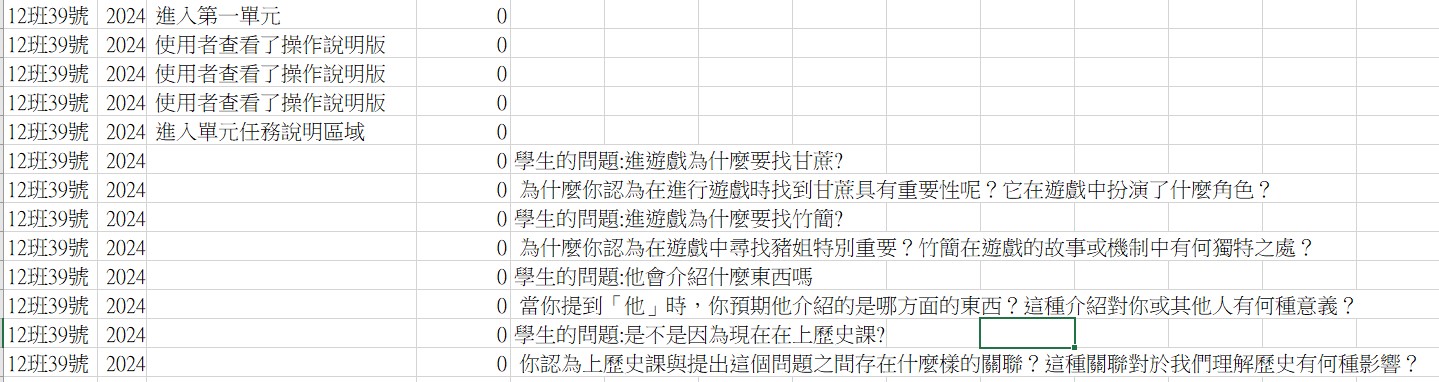 12班39號 2024 進入第一單元 0
12班39號 2024 使用者查看了操作說明版 0
12班39號 2024 使用者查看了操作說明版 0
12班39號 2024 使用者查看了操作說明版 0
12班39號 2024 進入單元任務說明區域 0
12班39號 2024 0 學生的問題:進遊戲為什麼要找甘蔗?
12班39號 2024 0 為什麼你認為在進行遊戲時找到甘蔗具有重要性呢？它在遊戲中扮演了什麼角色？
12班39號 2024 0 學生的問題:進遊戲為什麼要找竹簡?
12班39號 2024 0 為什麼你認為在遊戲中尋找豬姐特別重要？竹簡在遊戲的故事或機制中有何獨特之處？
12班39號 2024 0 學生的問題:他會介紹什麼東西嗎
12班39號 2024 0 當你提到「他」時，你預期他介紹的是哪方面的東西？這種介紹對你或其他人有何種意義？
12班39號 2024 0 學生的問題:是不是因為現在在上歷史課?
12班39號 2024 0 你認為上歷史課與提出這個問題之間存在什麼樣的關聯？這種關聯對於我們理解歷史有何種影響？